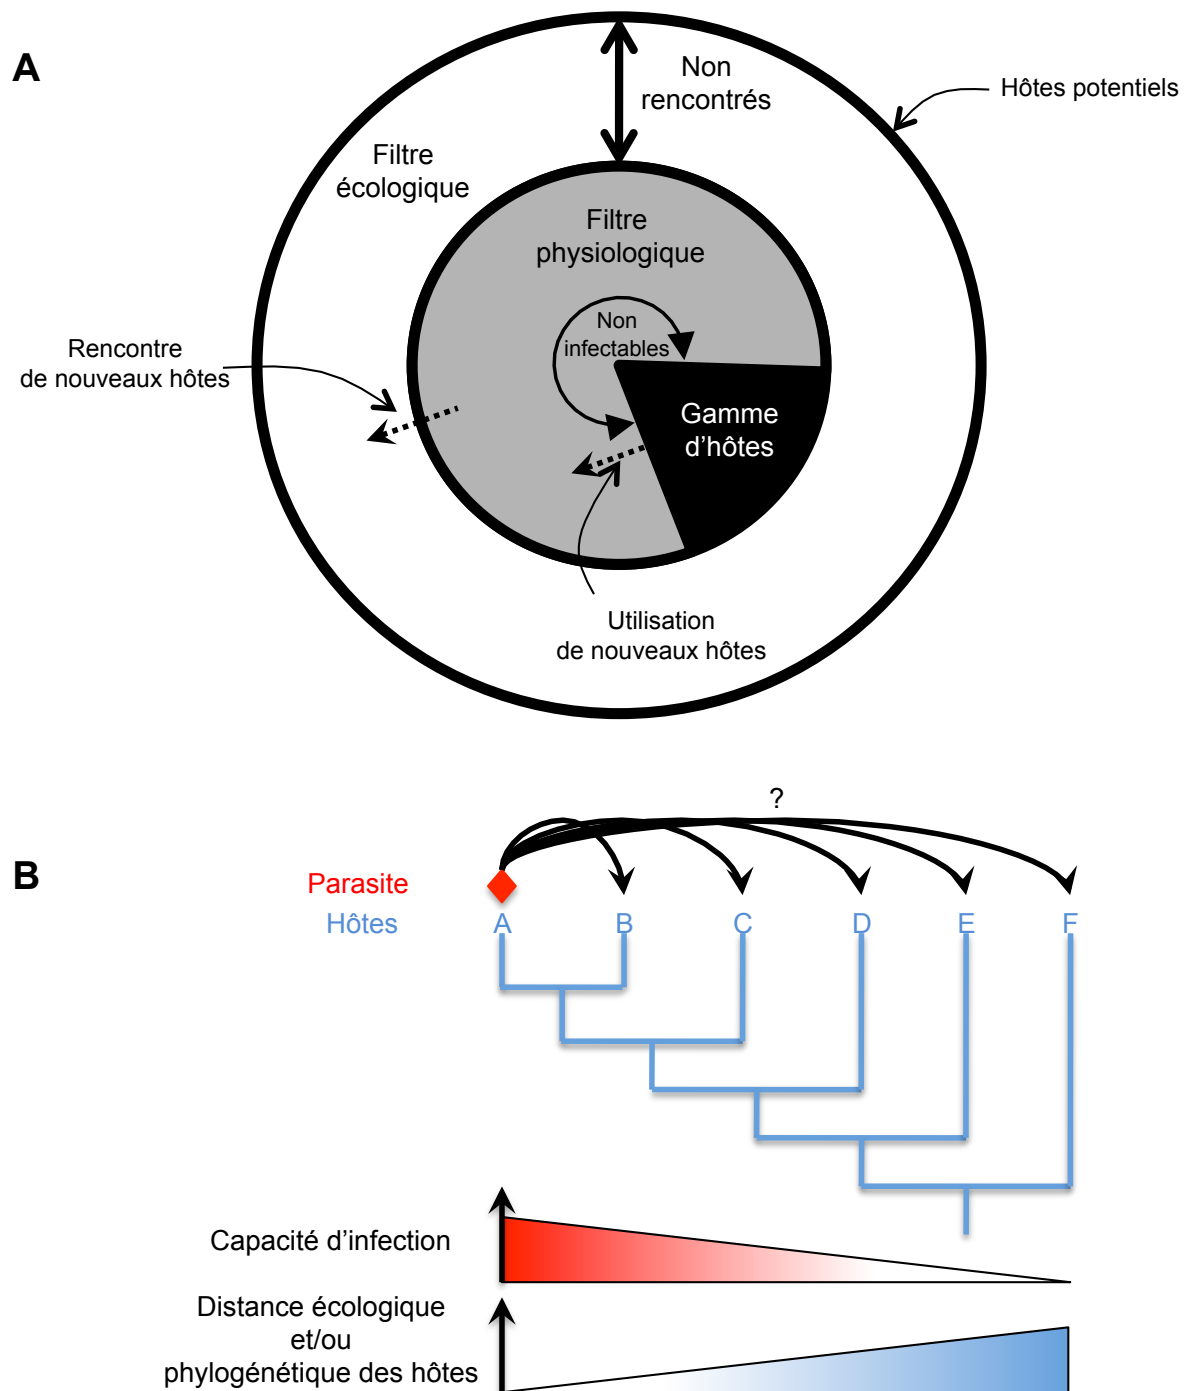 A
Non
rencontrés
Hôtes potentiels
Filtre
écologique
Filtre
physiologique
Non
infectables
Rencontre
de nouveaux hôtes
Gamme
d'hôtes
Utilisation
de nouveaux hôtes
?
B
Parasite
Hôtes
A B C D E F
Capacité d'infection
Distance écologique
et/ou
phylogénétique des hôtes